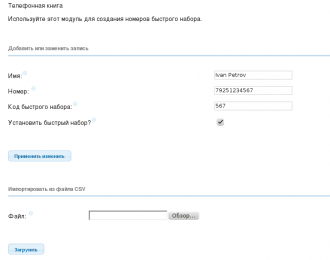 Телефонная книга
Используйте этот модуль для создания номеров быстрого набора.
Добавить или заменить запись
Имя: Ivan Petrov
Номер: 79251234567
Код быстрого набора: 567
Установить быстрый набор?
Применить изменить
Импортировать из файла CSV
Файл: Обзор...
Загрузить